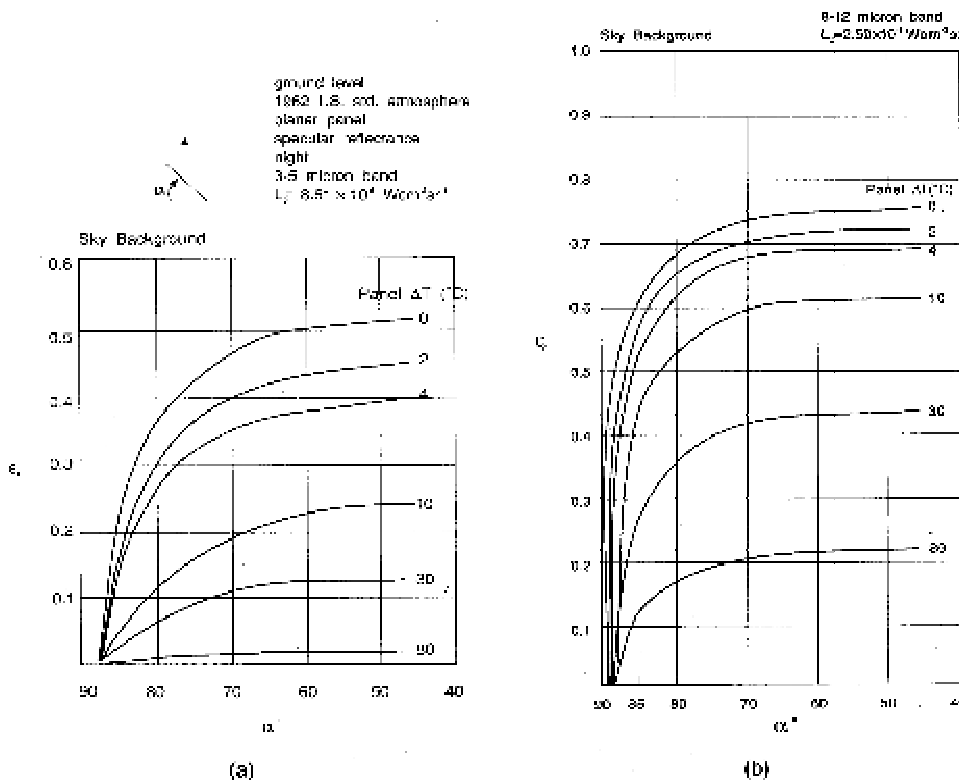 ground level
1962 U.S. std. atmosphere
planar panel
specular reflectance
night
3-5 micron band
Sky Background
Panel ΔT (°C)
0.6
0.5
0.4
0.3
0.2
0.1
0
2
4
10
30
90
80
70
60
50
40
α
(a)
8-12 micron band
Sky Background
Panel ΔT(°C)
1.0
0.9
0.8
0.7
0.6
0.5
0.4
0.3
0.2
0.1
0
2
4
10
30
90
85
80
70
60
50
40
α°
(b)